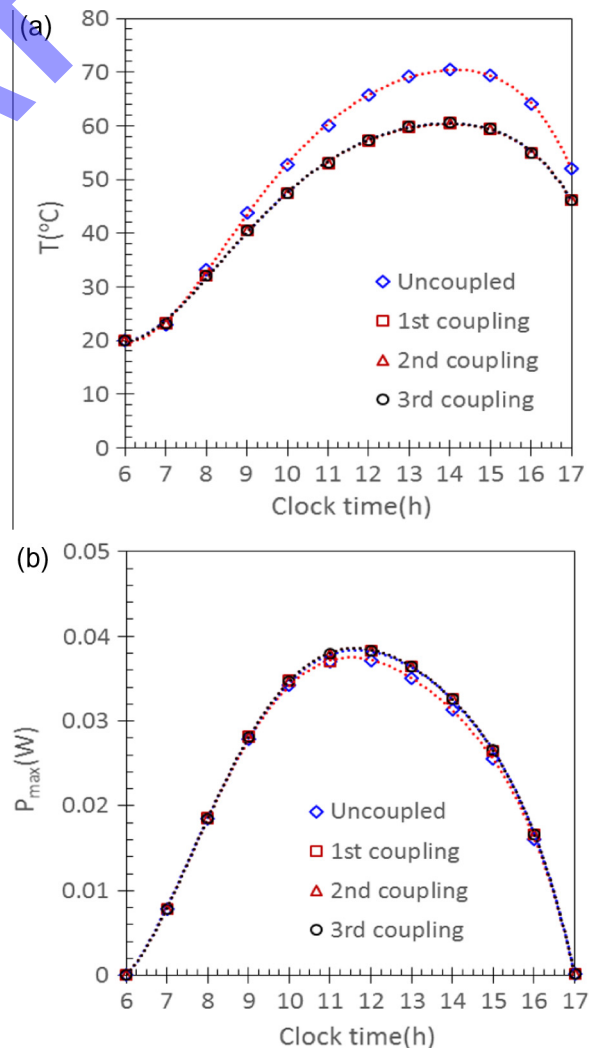 (a)
80
70
60
50
40
30
20
10
0
T(ºC)
Uncoupled
1st coupling
2nd coupling
3rd coupling
6 7 8 9 10 11 12 13 14 15 16 17
Clock time(h)
(b)
0.05
0.04
0.03
0.02
0.01
0
Pmax(W)
Uncoupled
1st coupling
2nd coupling
3rd coupling
6 7 8 9 10 11 12 13 14 15 16 17
Clock time(h)